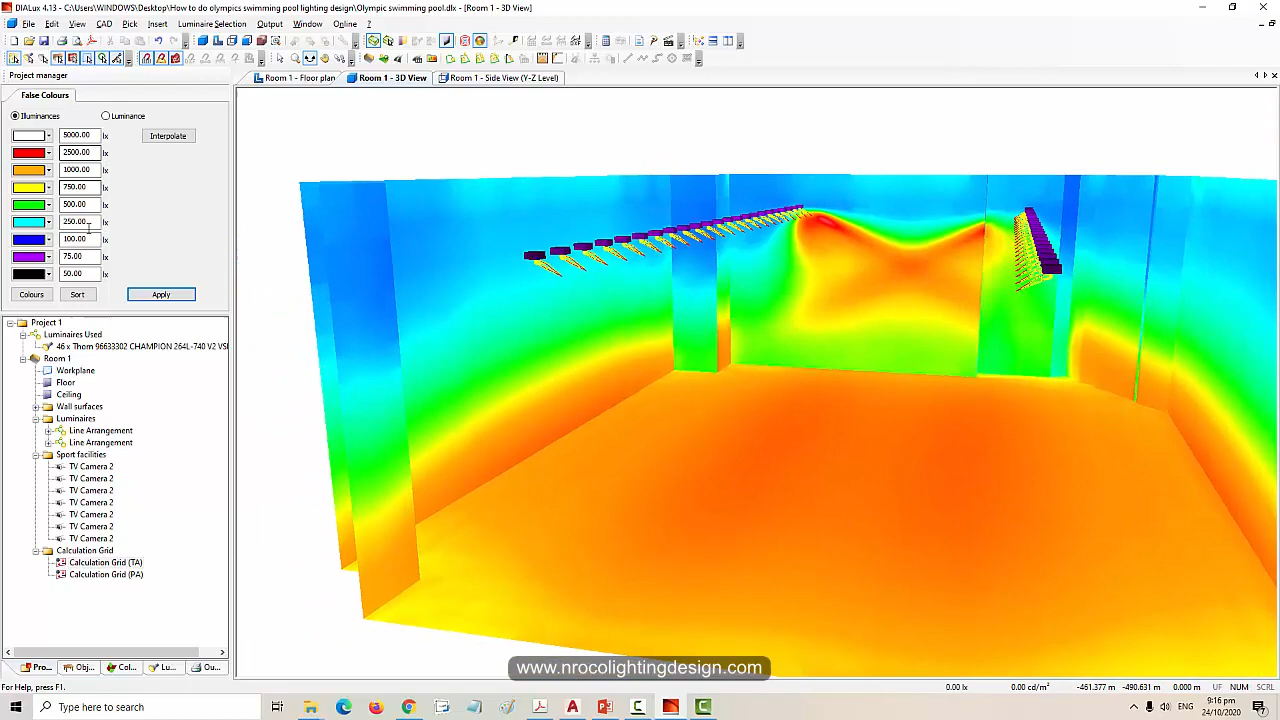 DIALux 4.13 - [C:\Users\WINDOWS\Desktop\How to do olympics swimming pool lighting design\Olympic swimming pool.dlx - [Room 1 - 3D View]
File Edit View CAD Pick Insert Luminaire Selection Output Window Online ?
Project manager
Room 1 - Floor plan Room 1 - 3D View Room 1 - Side View (Y-Z Level)
False Colours
Illuminances Luminance
5000.00 lx Interpolate
2500.00 lx
1000.00 lx
750.00 lx
500.00 lx
250.00 lx
100.00 lx
75.00 lx
50.00 lx
Colours Sort Apply
Project 1
Luminaires Used
46 x Thorn 96633302 CHAMPION 264L-740 V2 VSI
Room 1
Workplane
Floor
Ceiling
Wall surfaces
Luminaires
Line Arrangement
Line Arrangement
Sport facilities
TV Camera 2
TV Camera 2
TV Camera 2
TV Camera 2
TV Camera 2
TV Camera 2
TV Camera 2
Calculation Grid
Calculation Grid (TA)
Calculation Grid (PA)
Pro... Obj... Col... Lu... Ou...
www.nrocolightingdesign.com
For Help, press F1. 0.00 lx 0.00 cd/m² -461.377 m -490.631 m 0.000 m UF NUM SCRL
Type here to search
ENG 9:16 pm
24/10/2020